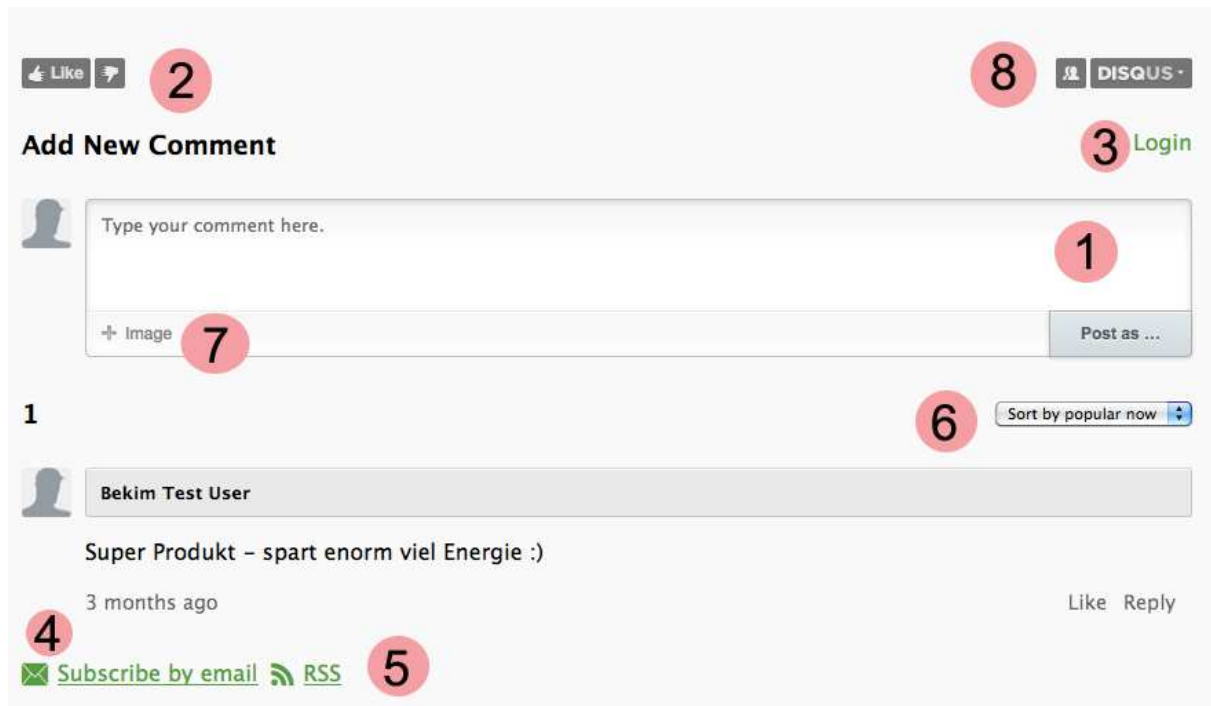 Like 2 8 DISQUS
Add New Comment 3 Login
Type your comment here. 1
Image 7 Post as ...
1 6 Sort by popular now
Bekim Test User
Super Produkt – spart enorm viel Energie :)
3 months ago Like Reply
4
Subscribe by email RSS 5